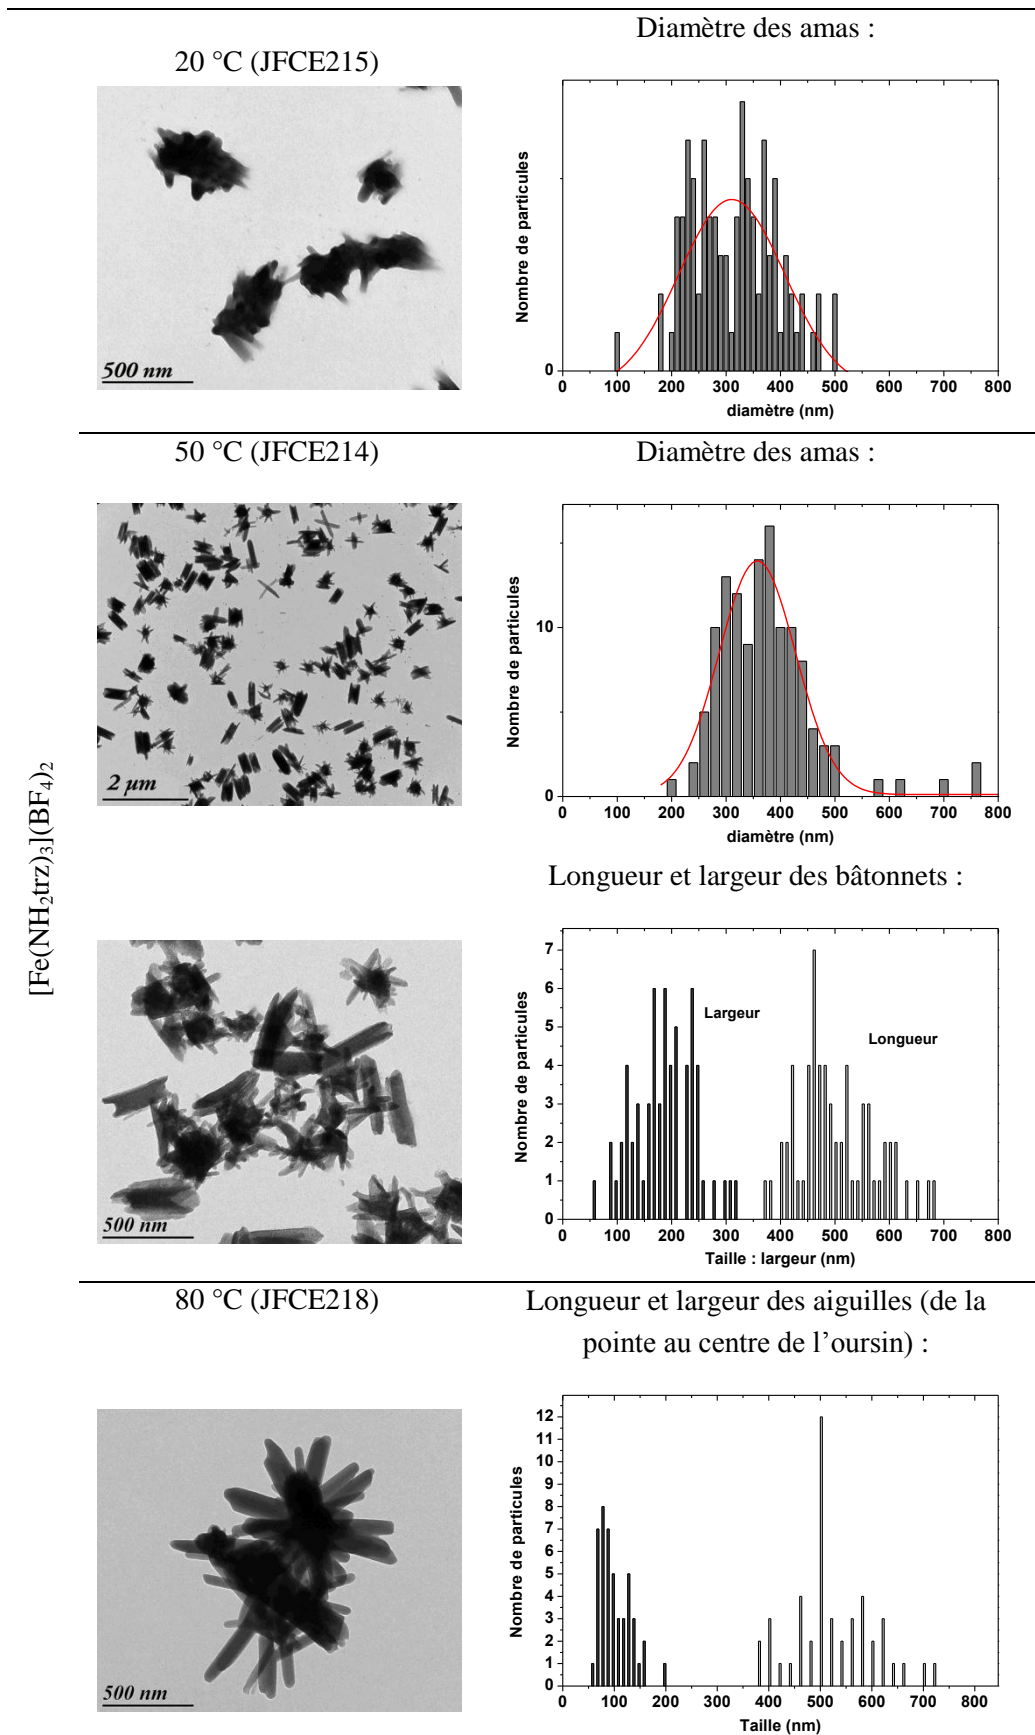 Diamètre des amas :
20 °C (JFCE215)
500 nm
Nombre de particules
0
0 100 200 300 400 500 600 700 800
diamètre (nm)
50 °C (JFCE214)
Diamètre des amas :
2 µm
Nombre de particules
10
0
0 100 200 300 400 500 600 700 800
diamètre (nm)
[Fe(NH2trz)3](BF4)2
Longueur et largeur des bâtonnets :
500 nm
Nombre de particules
7
6
5
4
3
2
1
0
Largeur
Longueur
0 100 200 300 400 500 600 700 800
Taille : largeur (nm)
80 °C (JFCE218)
Longueur et largeur des aiguilles (de la
pointe au centre de l’oursin) :
500 nm
Nombre de particules
12
11
10
9
8
7
6
5
4
3
2
1
0
0 100 200 300 400 500 600 700 800
Taille (nm)